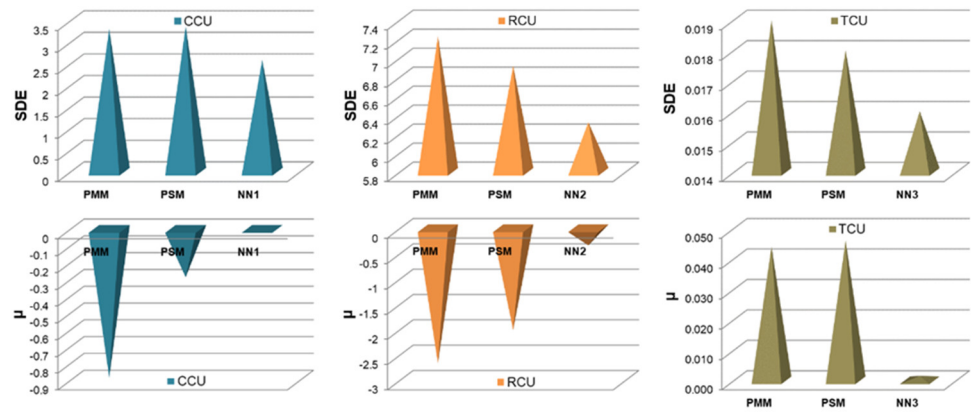 CCU
SDE
3.5
3
2.5
2
1.5
1
0.5
0
PMM PSM NN1
RCU
SDE
7.4
7.2
7
6.8
6.6
6.4
6.2
6
5.8
PMM PSM NN2
TCU
SDE
0.019
0.018
0.017
0.016
0.015
0.014
PMM PSM NN3
µ
0
-0.1
-0.2
-0.3
-0.4
-0.5
-0.6
-0.7
-0.8
-0.9
PMM PSM NN1
CCU
µ
0
-0.5
-1
-1.5
-2
-2.5
-3
PMM PSM NN2
RCU
TCU
µ
0.050
0.040
0.030
0.020
0.010
0.000
PMM PSM NN3